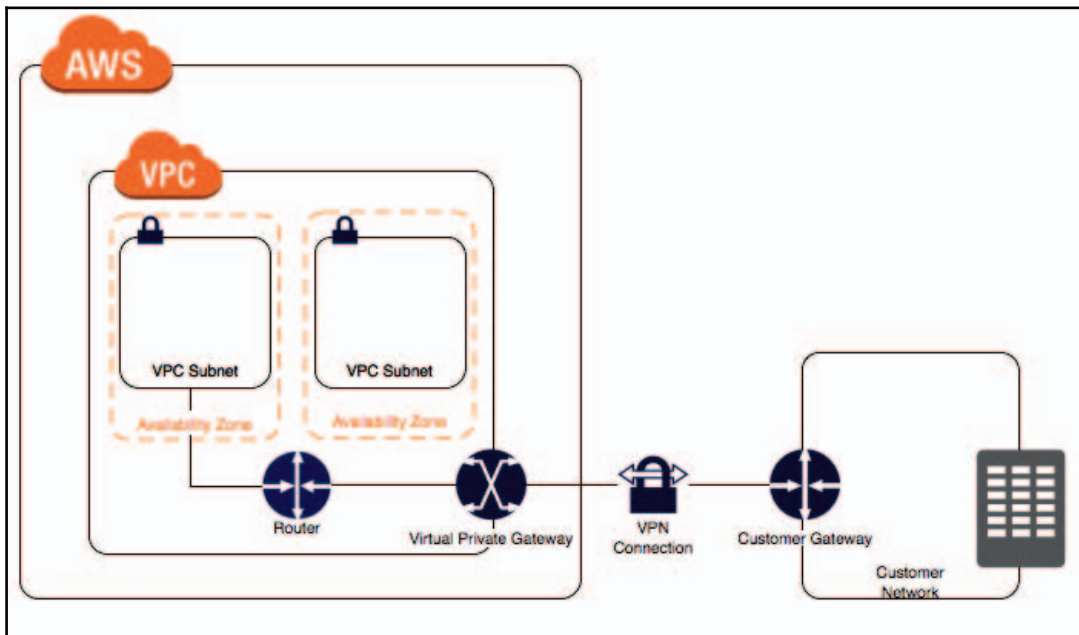 AWS
VPC
VPC Subnet
VPC Subnet
Availability Zone
Availability Zone
Router
Virtual Private Gateway
VPN
Connection
Customer Gateway
Customer
Network